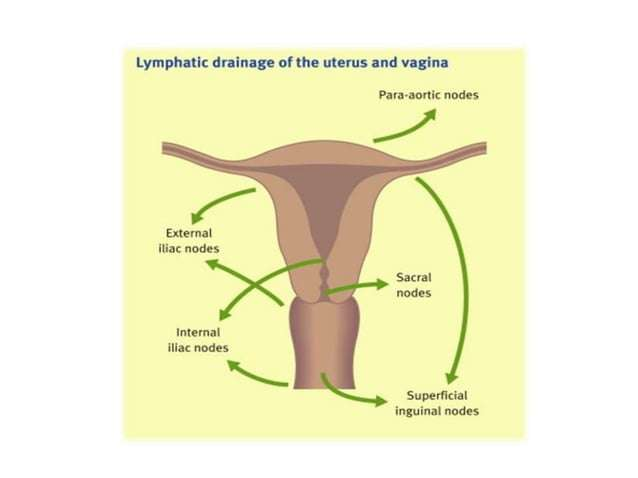 Lymphatic drainage of the uterus and vagina
Para-aortic nodes
External
iliac nodes
Sacral
nodes
Internal
iliac nodes
Superficial
inguinal nodes